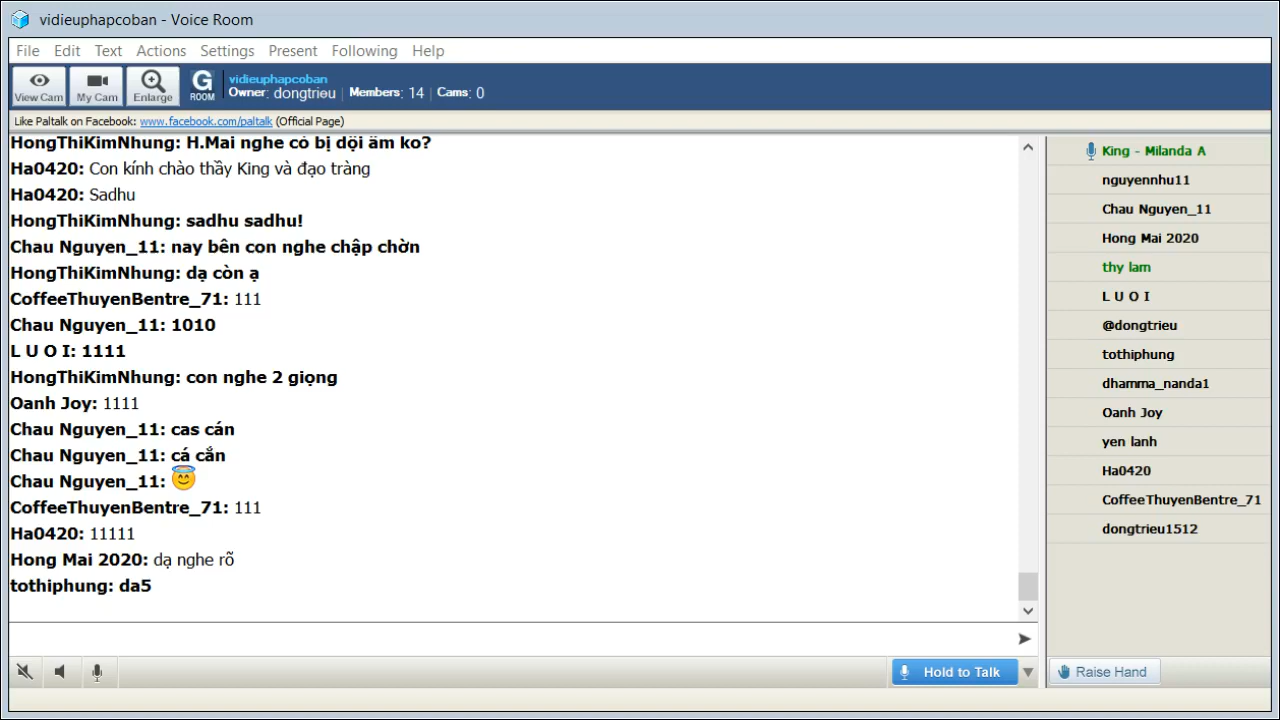 vidieuphapcoban - Voice Room
File Edit Text Actions Settings Present Following Help
View Cam
My Cam
Enlarge
G ROOM
vidieuphapcoban
Owner: dongtrieu | Members: 14 | Cams: 0
Like Paltalk on Facebook: www.facebook.com/paltalk (Official Page)
HongThiKimNhung: H.Mai nghe có bị dội âm ko?
Ha0420: Con kính chào thầy King và đạo tràng
Ha0420: Sadhu
HongThiKimNhung: sadhu sadhu!
Chau Nguyen_11: nay bên con nghe chập chờn
HongThiKimNhung: dạ còn ạ
CoffeeThuyenBentre_71: 111
Chau Nguyen_11: 1010
L U O I: 1111
HongThiKimNhung: con nghe 2 giọng
Oanh Joy: 1111
Chau Nguyen_11: cas cán
Chau Nguyen_11: cá cắn
Chau Nguyen_11: 😇
CoffeeThuyenBentre_71: 111
Ha0420: 11111
Hong Mai 2020: dạ nghe rõ
tothiphung: da5
King - Milanda A
nguyennhu11
Chau Nguyen_11
Hong Mai 2020
thy lam
L U O I
@dongtrieu
tothiphung
dhamma_nanda1
Oanh Joy
yen lanh
Ha0420
CoffeeThuyenBentre_71
dongtrieu1512
Hold to Talk
Raise Hand